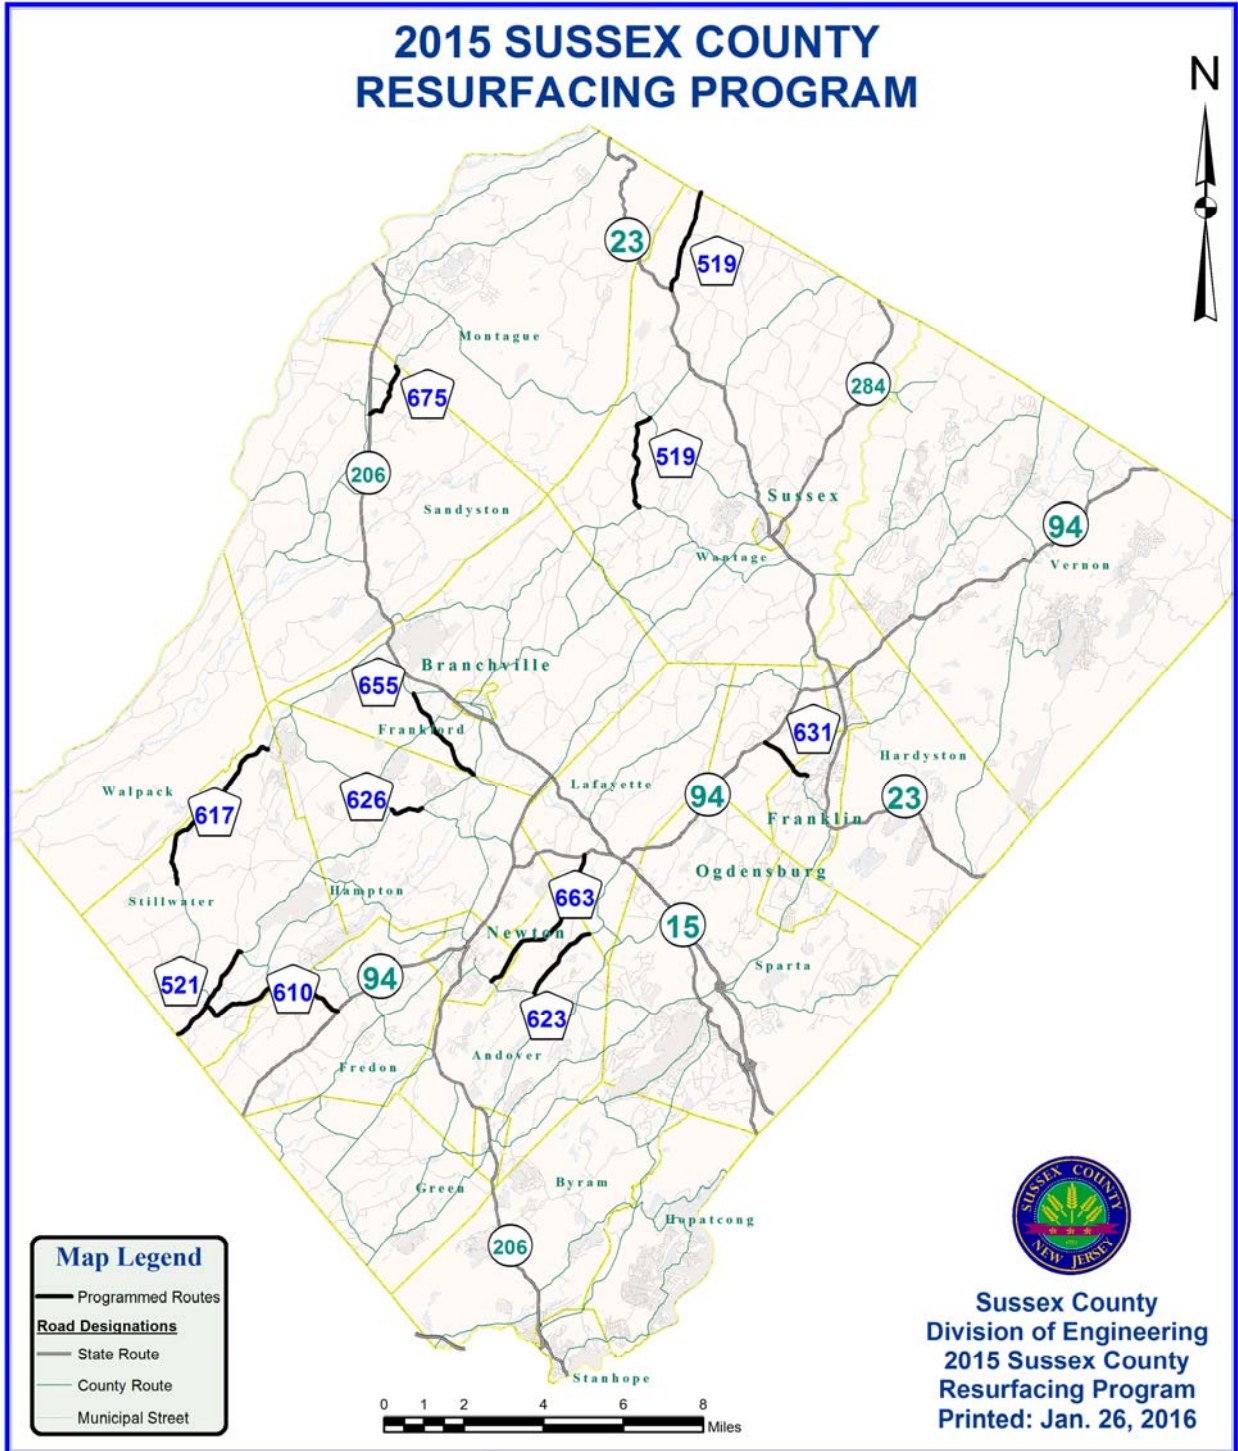 2015 SUSSEX COUNTY
RESURFACING PROGRAM
N
23
519
Montague
284
675
519
206
Sussex
Sandyston
94
Wantage
Vernon
Branchville
655
Frankford
631
Hardyston
Lafayette
Walpack
626
94
23
617
Franklin
Ogdensburg
Hampton
663
Stillwater
15
Newton
Sparta
521
94
610
623
Andover
Fredon
Green
Byram
Hopatcong
206
Stanhope
Map Legend
Programmed Routes
Road Designations
State Route
County Route
Municipal Street
0 1 2 4 6 8
Miles
SUSSEX COUNTY
NEW JERSEY
Sussex County
Division of Engineering
2015 Sussex County
Resurfacing Program
Printed: Jan. 26, 2016